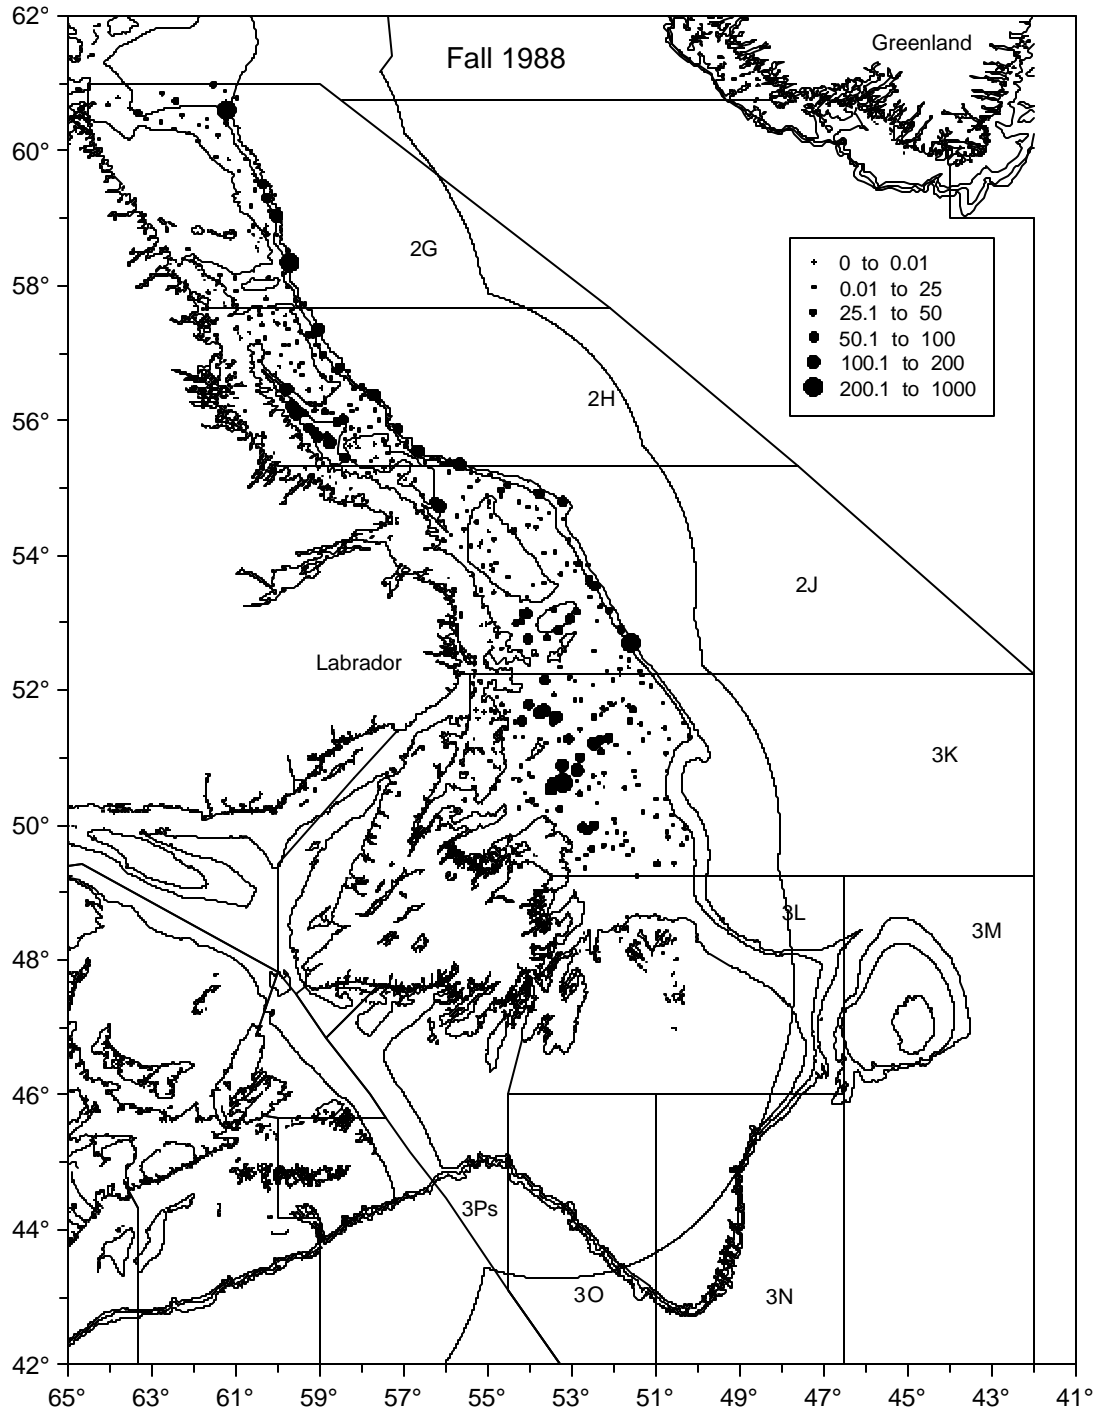 62°
Fall 1988
Greenland
60°
2G
0 to 0.01
0.01 to 25
25.1 to 50
50.1 to 100
100.1 to 200
200.1 to 1000
58°
2H
56°
54°
2J
Labrador
52°
3K
50°
3L
3M
48°
46°
3Ps
44°
3O
3N
42°
65° 63° 61° 59° 57° 55° 53° 51° 49° 47° 45° 43° 41°